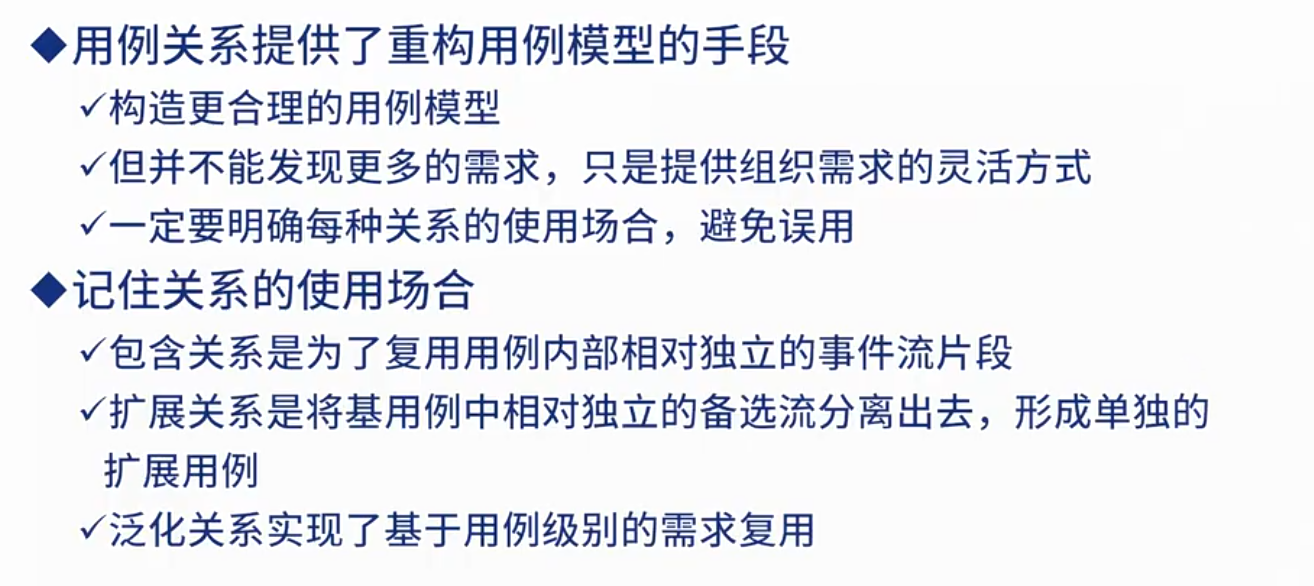 ◆用例关系提供了重构用例模型的手段
✓构造更合理的用例模型
✓但并不能发现更多的需求，只是提供组织需求的灵活方式
✓一定要明确每种关系的使用场合，避免误用
◆记住关系的使用场合
✓包含关系是为了复用用例内部相对独立的事件流片段
✓扩展关系是将基用例中相对独立的备选流分离出去，形成单独的
扩展用例
✓泛化关系实现了基于用例级别的需求复用